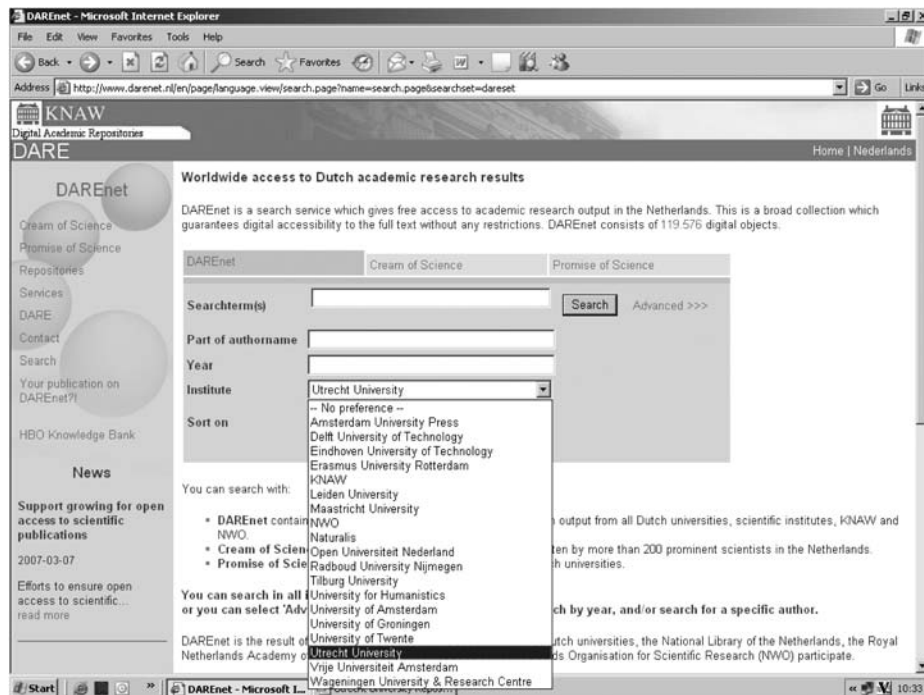 DAREnet - Microsoft Internet Explorer
File Edit View Favorites Tools Help
Back Search Favorites
Address http://www.darenet.nl/en/page/language.view/search.page?name=search.page&searchset=dareset Go Links
KNAW
Digital Academic Repositories
DARE Home | Nederlands
DAREnet
Cream of Science
Promise of Science
Repositories
Services
DARE
Contact
Search
Your publication on
DAREnet?!
HBO Knowledge Bank
News
Support growing for open
access to scientific
publications
2007-03-07
Efforts to ensure open
access to scientific...
read more
Worldwide access to Dutch academic research results
DAREnet is a search service which gives free access to academic research output in the Netherlands. This is a broad collection which
guarantees digital accessibility to the full text without any restrictions. DAREnet consists of 119.576 digital objects.
DAREnet Cream of Science Promise of Science
Searchterm(s) Search Advanced >>>
Part of authorname
Year
Institute Utrecht University
Sort on
-- No preference --
Amsterdam University Press
Delft University of Technology
Eindhoven University of Technology
Erasmus University Rotterdam
KNAW
Leiden University
Maastricht University
NWO
Naturalis
Open Universiteit Nederland
Radboud University Nijmegen
Tilburg University
University for Humanistics
University of Amsterdam
University of Groningen
University of Twente
Utrecht University
Vrije Universiteit Amsterdam
Wageningen University & Research Centre
You can search with:
DAREnet contain output from all Dutch universities, scientific institutes, KNAW and
NWO.
Cream of Scien ten by more than 200 prominent scientists in the Netherlands.
Promise of Scie h universities.
You can search in all
or you can select 'Adv ch by year, and/or search for a specific author.
DAREnet is the result of utch universities, the National Library of the Netherlands, the Royal
Netherlands Academy o ds Organisation for Scientific Research (NWO) participate.
Start DAREnet - Microsoft I... 10:33